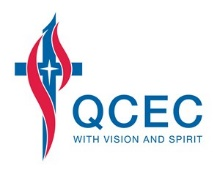 QCEC
WITH VISION AND SPIRIT